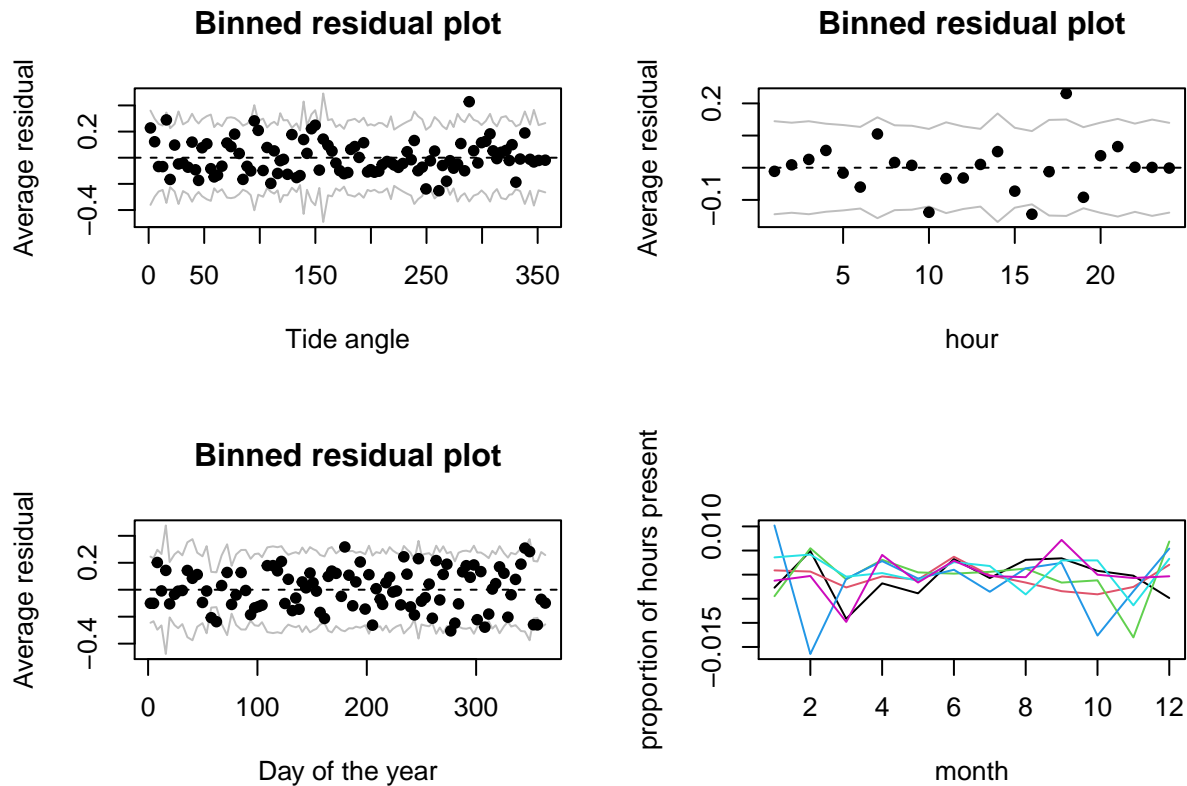 Binned residual plot
Average residual
0.2
−0.4
0 50 150 250 350
Tide angle
Binned residual plot
Average residual
0.2
−0.1
5 10 15 20
hour
Binned residual plot
Average residual
0.2
−0.4
0 100 200 300
Day of the year
proportion of hours present
0.010
−0.015
2 4 6 8 10 12
month